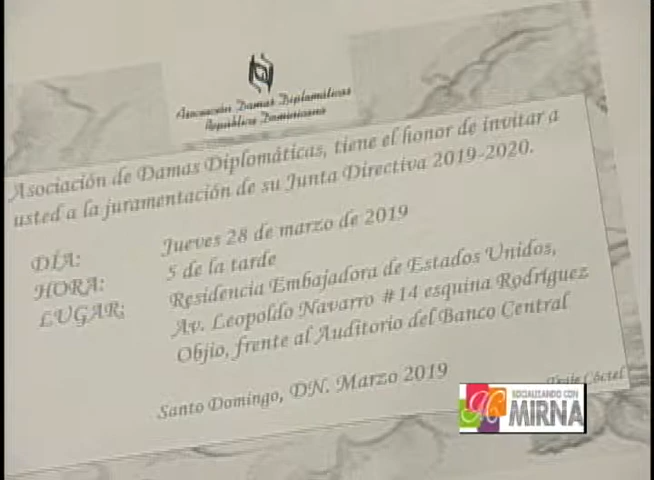 Asociación Damas Diplomáticas
República Dominicana
Asociación de Damas Diplomáticas, tiene el honor de invitar a
usted a la juramentación de su Junta Directiva 2019-2020.
DÍA: Jueves 28 de marzo de 2019
HORA: 5 de la tarde
LUGAR: Residencia Embajadora de Estados Unidos,
Av. Leopoldo Navarro #14 esquina Rodríguez
Objio, frente al Auditorio del Banco Central
Santo Domingo, DN. Marzo 2019
Traje Cóctel
SOCIALIZANDO CON
MIRNA